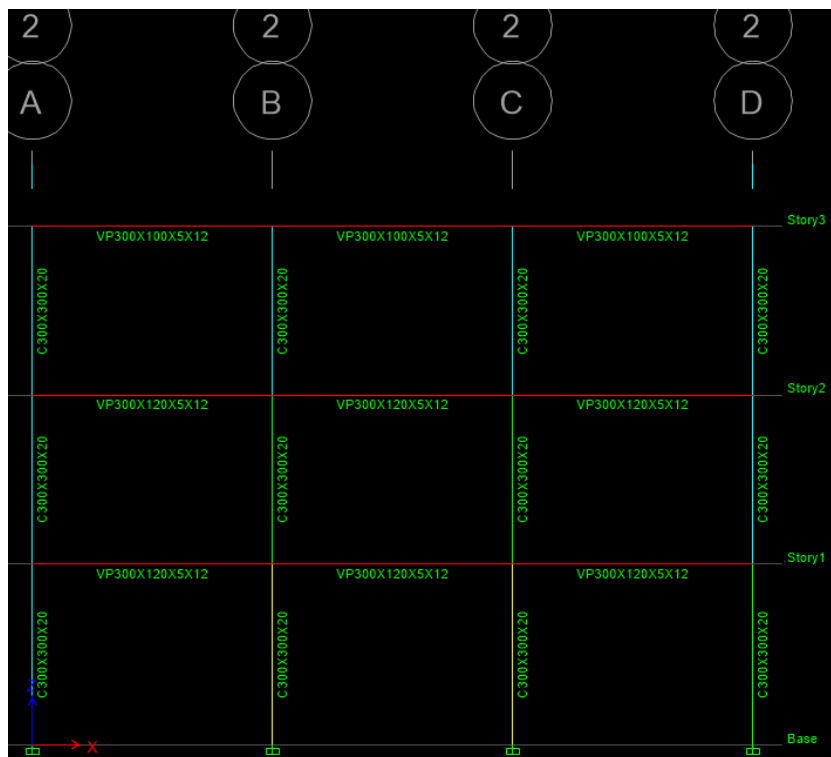 2 2 2 2
A B C D
Story3
VP300X100X5X12 VP300X100X5X12 VP300X100X5X12
C300X300X20 C300X300X20 C300X300X20 C300X300X20
Story2
VP300X120X5X12 VP300X120X5X12 VP300X120X5X12
C300X300X20 C300X300X20 C300X300X20 C300X300X20
Story1
VP300X120X5X12 VP300X120X5X12 VP300X120X5X12
C300X300X20 C300X300X20 C300X300X20 C300X300X20
Z
X
Base